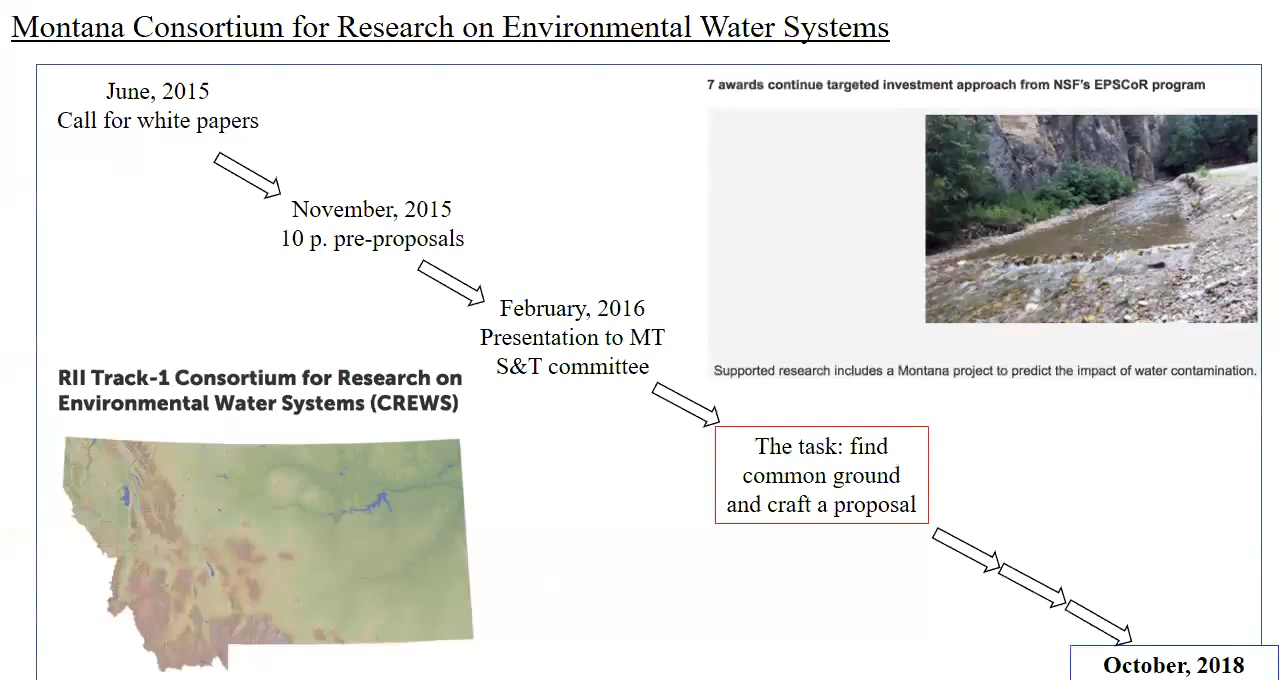 Montana Consortium for Research on Environmental Water Systems
June, 2015
Call for white papers
7 awards continue targeted investment approach from NSF's EPSCoR program
November, 2015
10 p. pre-proposals
February, 2016
Presentation to MT
S&T committee
Supported research includes a Montana project to predict the impact of water contamination.
RII Track-1 Consortium for Research on
Environmental Water Systems (CREWS)
The task: find
common ground
and craft a proposal
October, 2018